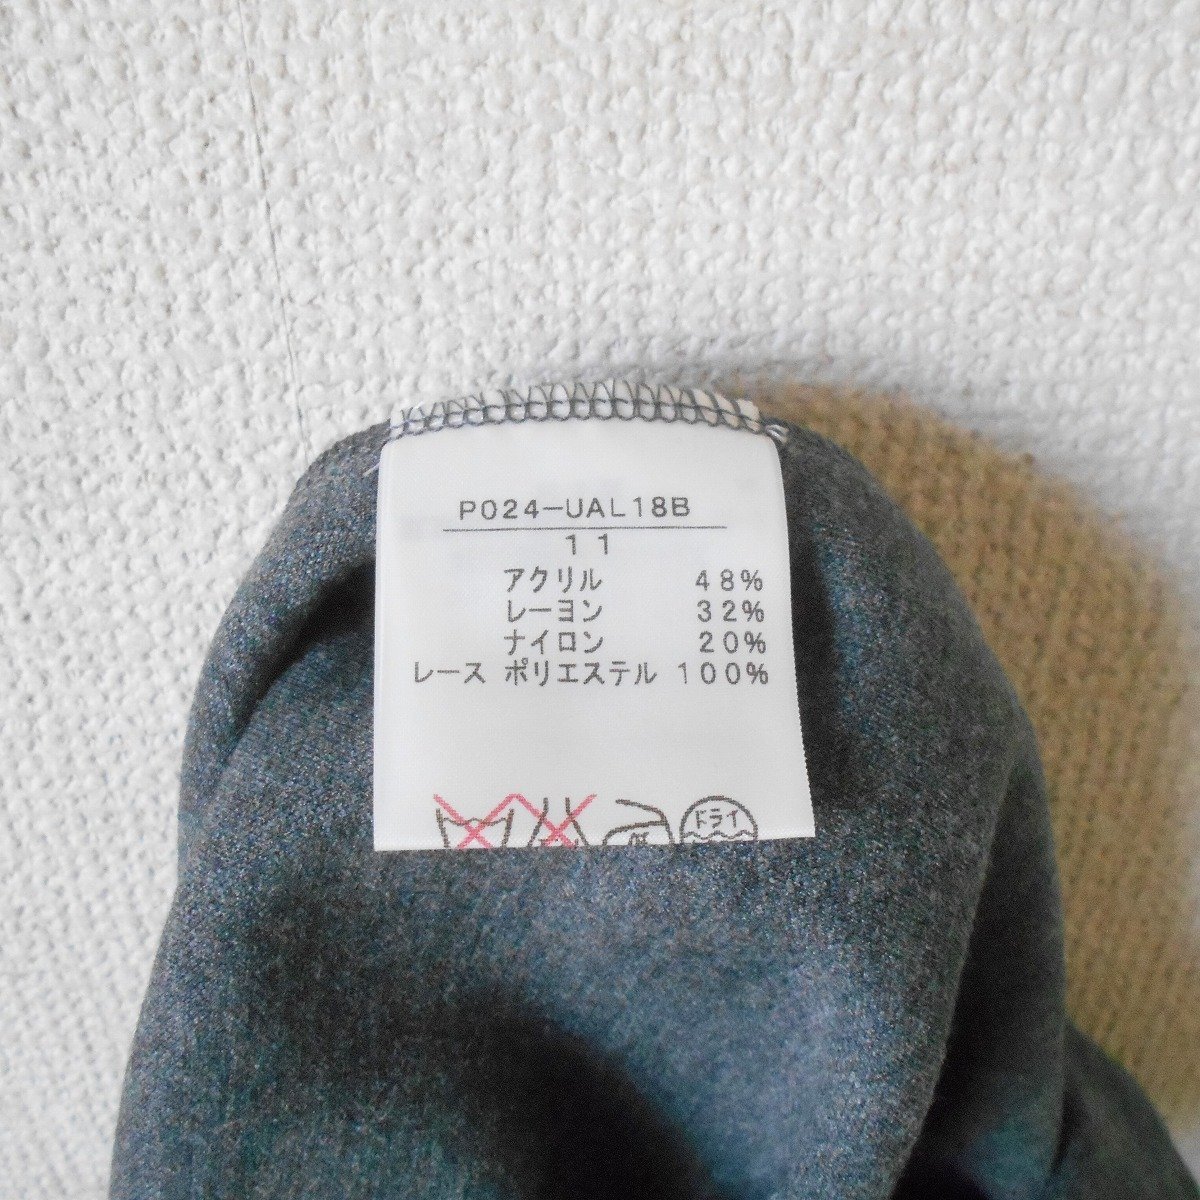 P024-UAL18B
11
アクリル 48%
レーヨン 32%
ナイロン 20%
レース ポリエステル 100%
ドライ